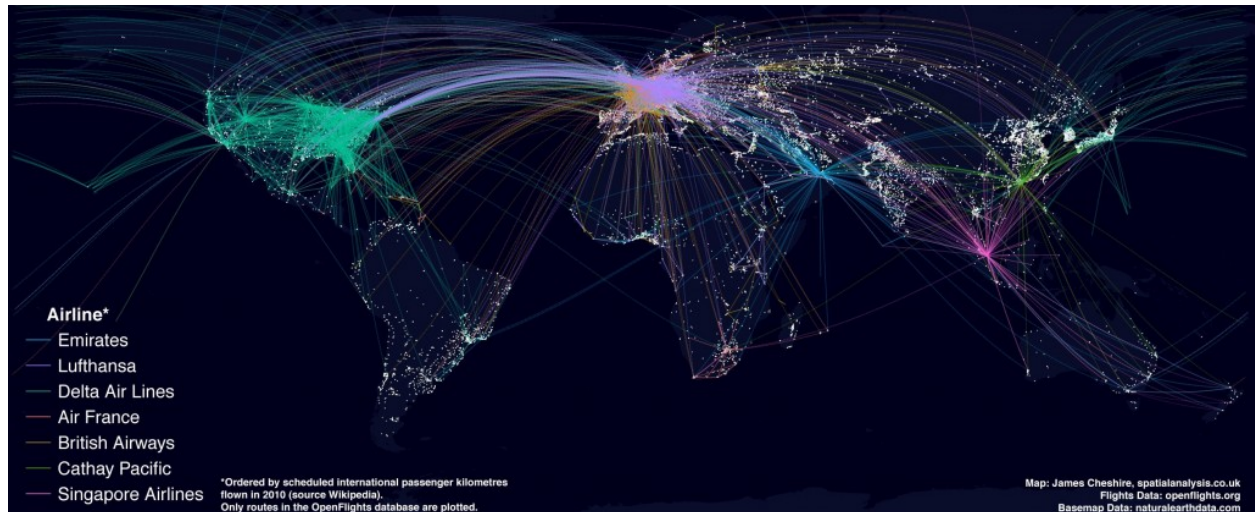 Airline*
Emirates
Lufthansa
Delta Air Lines
Air France
British Airways
Cathay Pacific
Singapore Airlines
*Ordered by scheduled international passenger kilometres
flown in 2010 (source Wikipedia).
Only routes in the OpenFlights database are plotted.
Map: James Cheshire, spatialanalysis.co.uk
Flights Data: openflights.org
Basemap Data: naturalearthdata.com